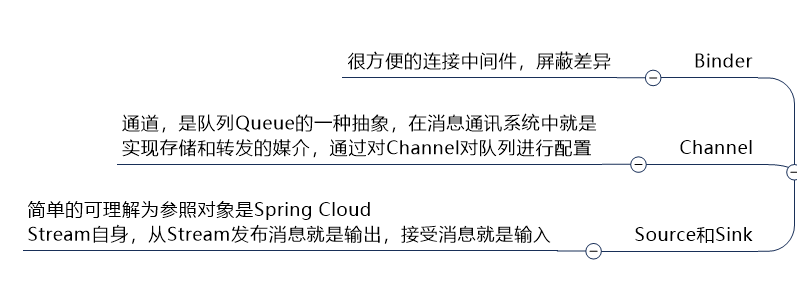 很方便的连接中间件，屏蔽差异
Binder
通道，是队列Queue的一种抽象，在消息通讯系统中就是
实现存储和转发的媒介，通过对Channel对队列进行配置
Channel
简单的可理解为参照对象是Spring Cloud
Stream自身，从Stream发布消息就是输出，接受消息就是输入
Source和Sink